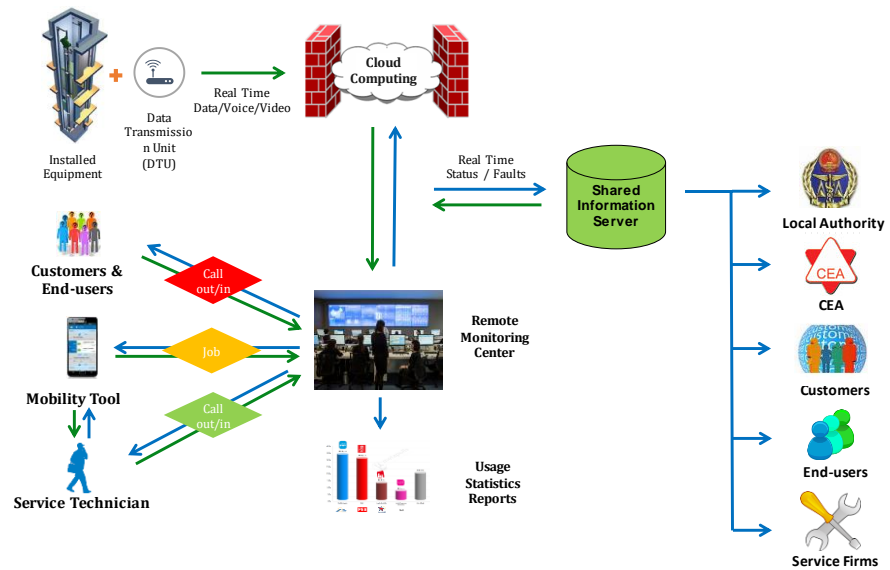 Cloud
Computing
Real Time
Data/Voice/Video
Data
Transmissio
n Unit
(DTU)
Installed
Equipment
Real Time
Status / Faults
Shared
Information
Server
Local Authority
CEA
CEA
Customers
End-users
Service Firms
Customers &
End-users
Call
out/in
Mobility Tool
Job
Call
out/in
Service Technician
Remote
Monitoring
Center
Usage
Statistics
Reports